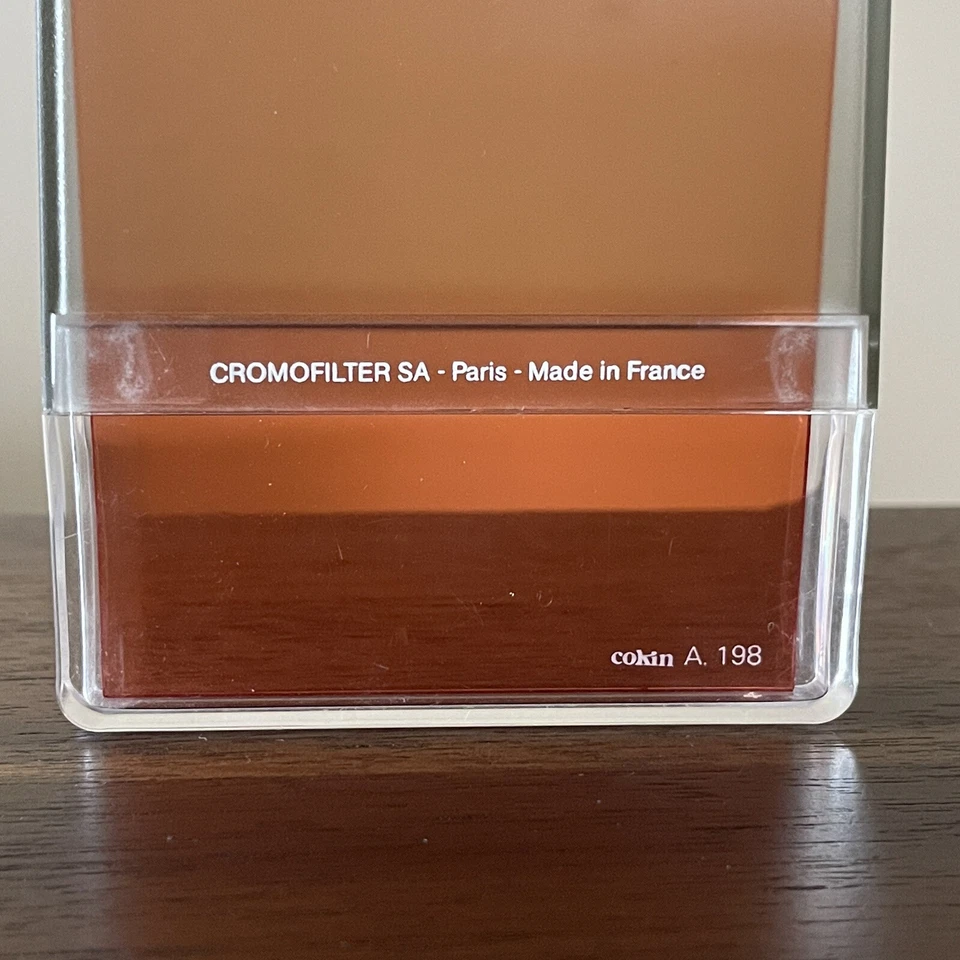 CROMOFILTER SA - Paris - Made in France
cokin A. 198